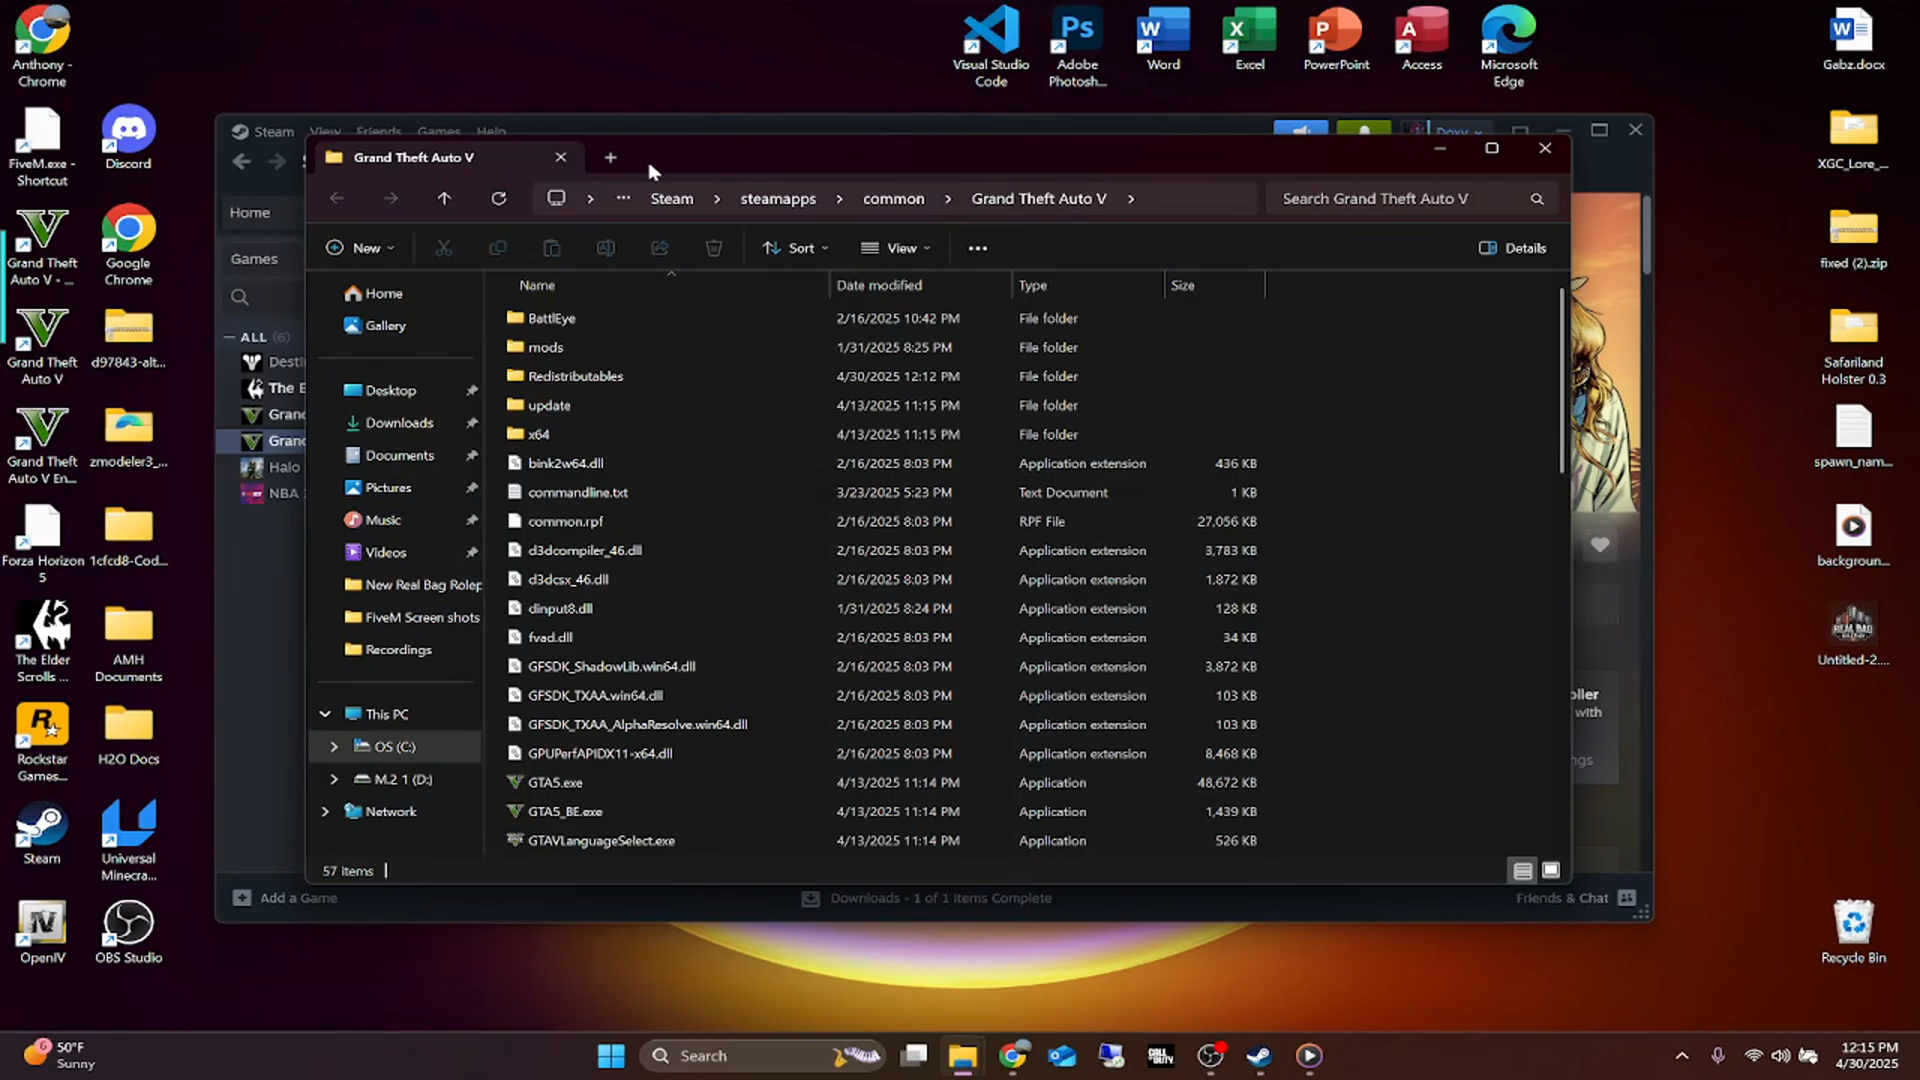 Anthony -
Chrome
FiveM.exe -
Shortcut
Discord
Grand Theft
Auto V - ...
Google
Chrome
Grand Theft
Auto V
d97843-alt...
Grand Theft
Auto V En...
zmodeler3_...
Forza Horizon
5
1cfcd8-Cod...
The Elder
Scrolls ...
AMH
Documents
Rockstar
Games...
H2O Docs
Steam
Universal
Minecra...
OpenIV
OBS Studio
Visual Studio
Code
Adobe
Photosh...
Word
Excel
PowerPoint
Access
Microsoft
Edge
Gabz.docx
XGC_Lore_...
fixed (2).zip
Safariland
Holster 0.3
spawn_nam...
backgroun...
Untitled-2....
Recycle Bin
Steam View Friends Games Help Doxy
Home
Games
ALL (6)
Desti
The E
Grand
Grand
Halo
NBA
Add a Game
Downloads - 1 of 1 Items Complete
Friends & Chat
Grand Theft Auto V
... Steam > steamapps > common > Grand Theft Auto V >
Search Grand Theft Auto V
New Sort View ... Details
Home
Gallery
Desktop
Downloads
Documents
Pictures
Music
Videos
New Real Bag Rolep
FiveM Screen shots
Recordings
This PC
OS (C:)
M.2 1 (D:)
Network
Name Date modified Type Size
BattlEye 2/16/2025 10:42 PM File folder
mods 1/31/2025 8:25 PM File folder
Redistributables 4/30/2025 12:12 PM File folder
update 4/13/2025 11:15 PM File folder
x64 4/13/2025 11:15 PM File folder
bink2w64.dll 2/16/2025 8:03 PM Application extension 436 KB
commandline.txt 3/23/2025 5:23 PM Text Document 1 KB
common.rpf 2/16/2025 8:03 PM RPF File 27,056 KB
d3dcompiler_46.dll 2/16/2025 8:03 PM Application extension 3,783 KB
d3dcsx_46.dll 2/16/2025 8:03 PM Application extension 1,872 KB
dinput8.dll 1/31/2025 8:24 PM Application extension 128 KB
fvad.dll 2/16/2025 8:03 PM Application extension 34 KB
GFSDK_ShadowLib.win64.dll 2/16/2025 8:03 PM Application extension 3,872 KB
GFSDK_TXAA.win64.dll 2/16/2025 8:03 PM Application extension 103 KB
GFSDK_TXAA_AlphaResolve.win64.dll 2/16/2025 8:03 PM Application extension 103 KB
GPUPerfAPIDX11-x64.dll 2/16/2025 8:03 PM Application extension 8,468 KB
GTA5.exe 4/13/2025 11:14 PM Application 48,672 KB
GTA5_BE.exe 4/13/2025 11:14 PM Application 1,439 KB
GTAVLanguageSelect.exe 4/13/2025 11:14 PM Application 526 KB
57 Items
oller
with
ngs
50°F
Sunny
Search
CALL OF DUTY
12:15 PM
4/30/2025